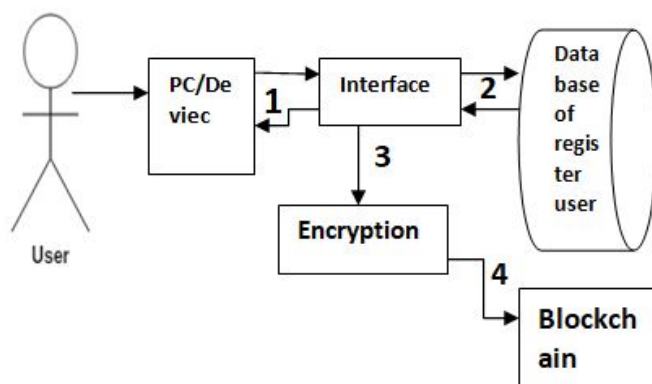 PC/De
viec
1
Interface
2
Data
base
of
regis
ter
user
3
User
Encryption
4
Blockch
ain